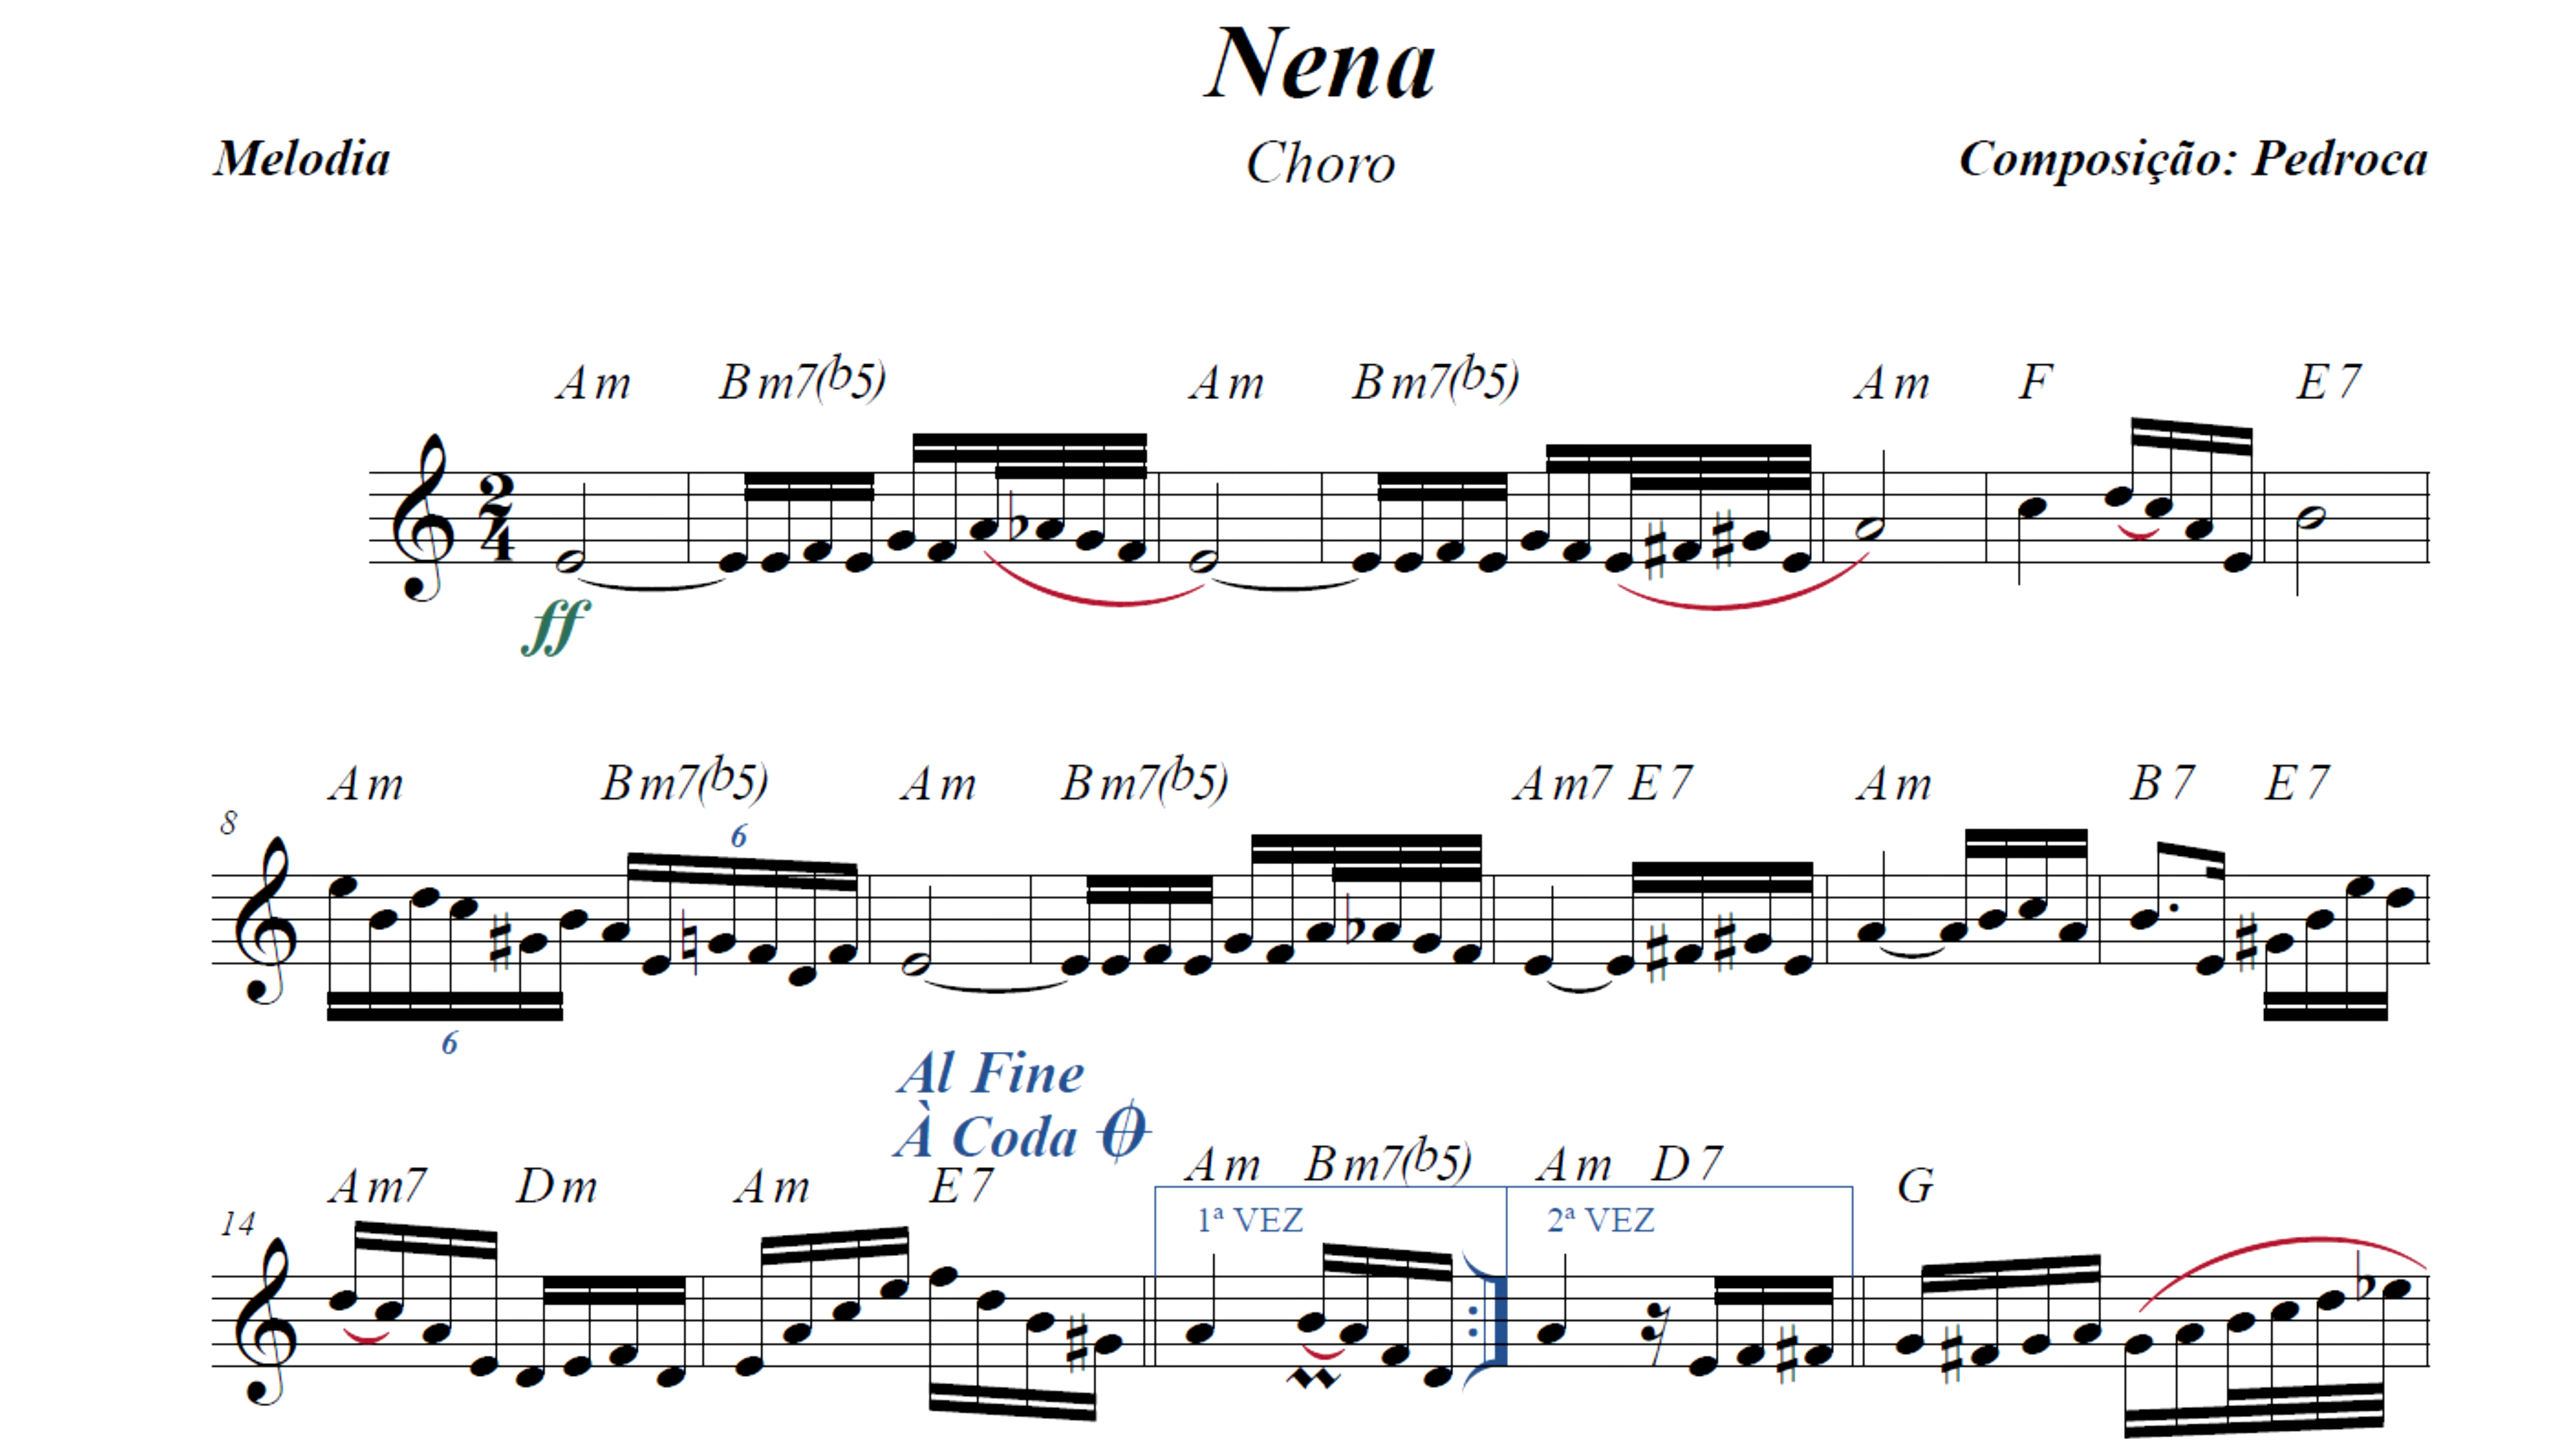 Nena
Melodia
Choro
Composição: Pedroca
Am Bm7(b5) Am Bm7(b5) Am F E7
2
4
ff
Am Bm7(b5) Am Bm7(b5) Am7 E7 Am B7 E7
8
6
6
Al Fine
À Coda
Am7 Dm Am E7 Am Bm7(b5) Am D7 G
14
1ª VEZ 2ª VEZ